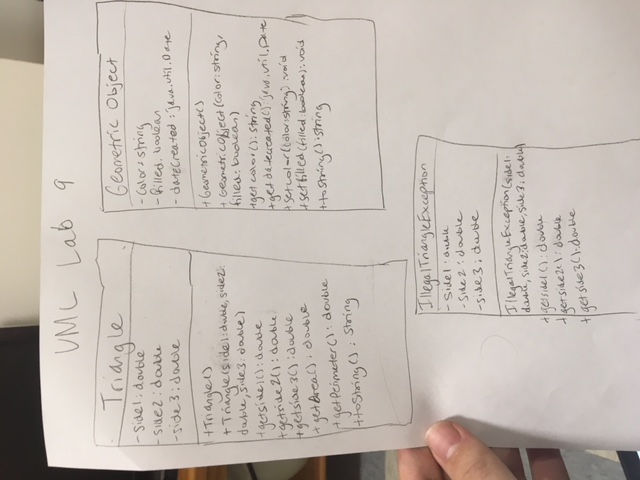 UML Lab 9
Triangle
- side1: double
- side2: double
- side3: double
+Triangle()
+ Triangle(side1: double, side2:
double, side3: double)
+getside1(): double
+getside2(): double
+getside3(): double
+ getArea(): double
+getPerimeter(): double
+toString(): String
Geometric Object
- Color: string
- filled: boolean
- dateCreated: java.util.Date
+GeometricObject()
+ GeometricObject(color: string,
filled: boolean)
+get color(): string
+get datecreated(): java.util.Date
+setcolor(color: string): void
+setfilled(filled: boolean): void
+toString(): string
IllegalTriangleException
- Side1: double
- Side2: double
- side3: double
IllegalTriangleException(side1:
double, side2: double, side3: double)
+ getside1(): double
+ getside2(): double
+ getside3(): double